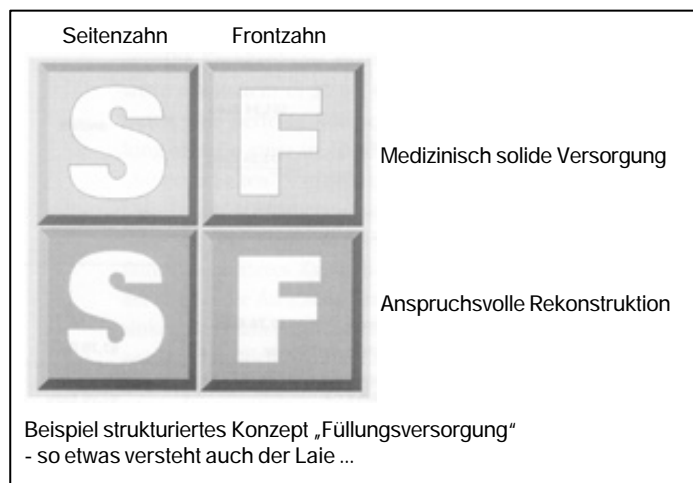 Seitenzahn Frontzahn
S F
Medizinisch solide Versorgung
S F
Anspruchsvolle Rekonstruktion
Beispiel strukturiertes Konzept „Füllungsversorgung“
- so etwas versteht auch der Laie ...